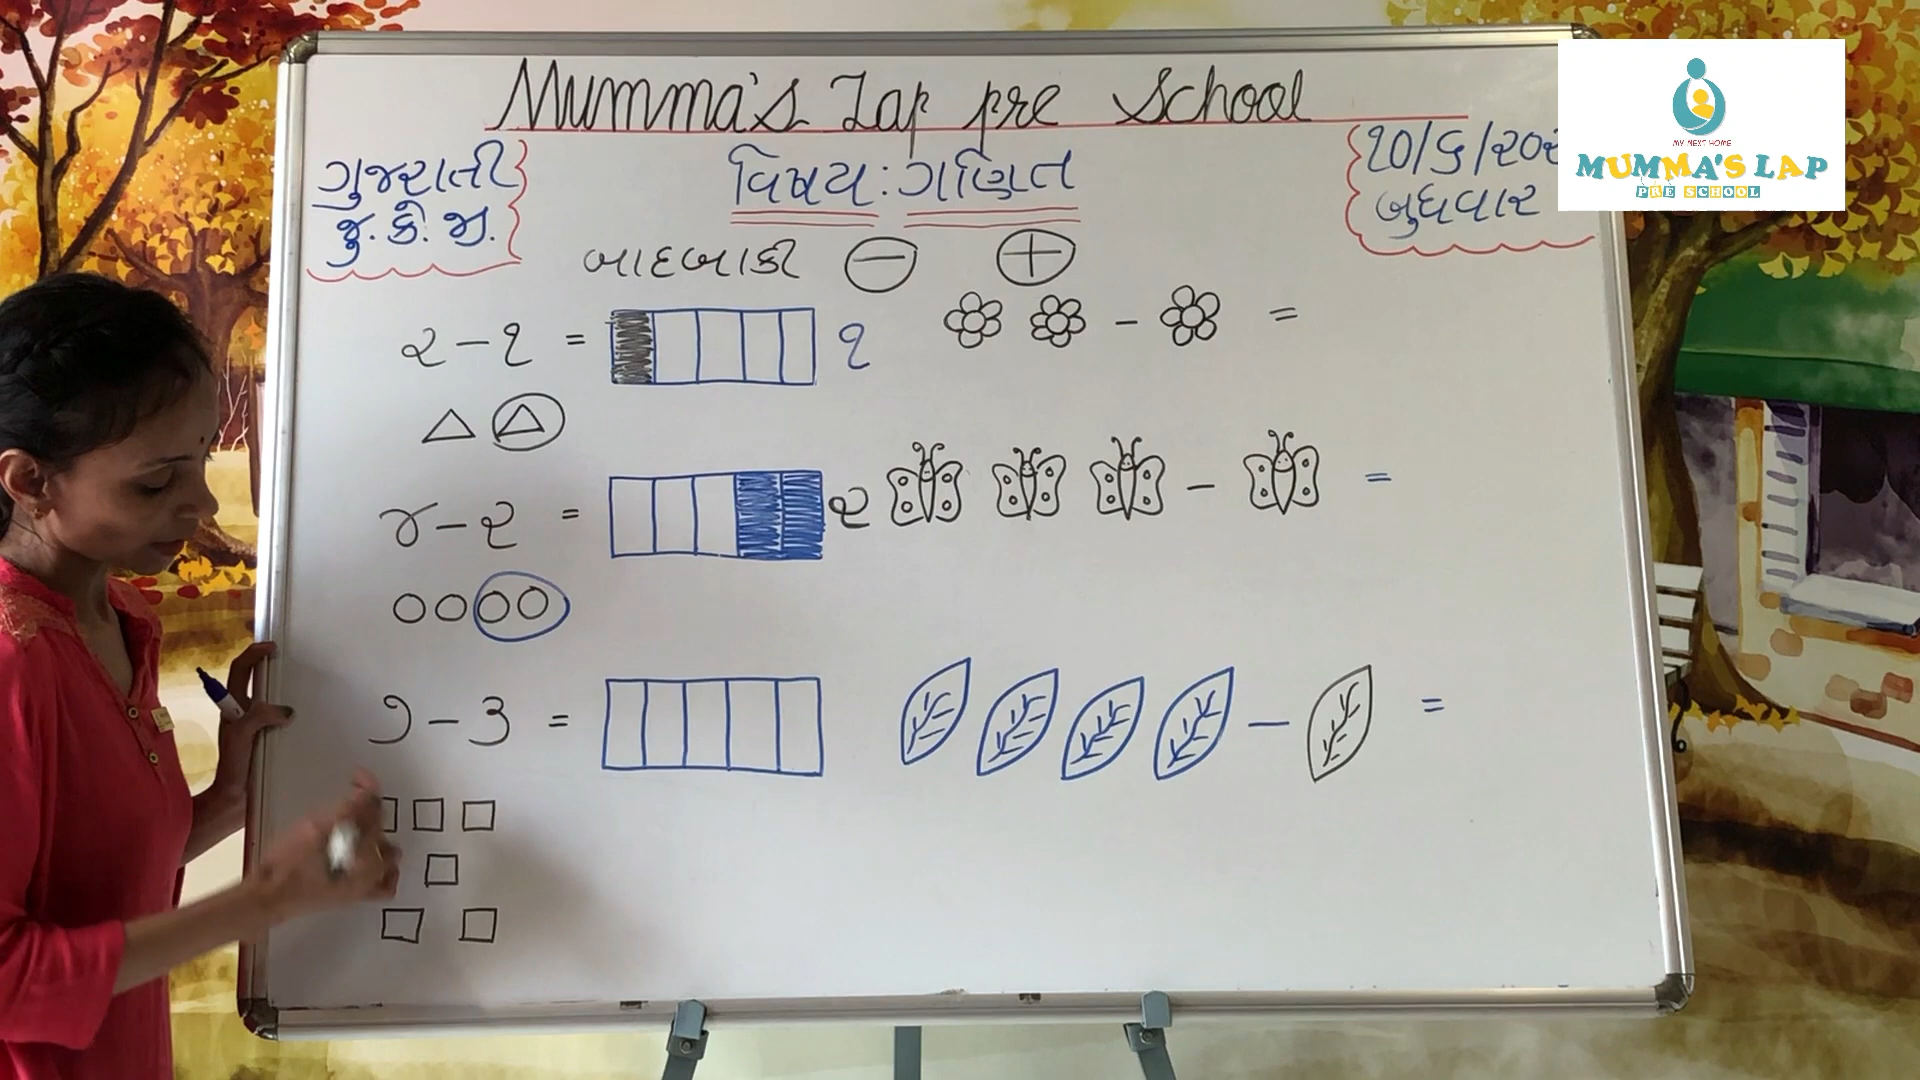 Mumma's Lap pre School
ગુજરાતી
જુ. કે. જી.
વિષય : ગણિત
૧૦/૬/૨૦૨
બુધવાર
બાદબાકી − +
૨ − ૧ = ૧
− =
૪ − ૨ = ૨
− =
૭ − ૩ =
− =
MY NEXT HOME
MUMMA'S LAP
PRE SCHOOL